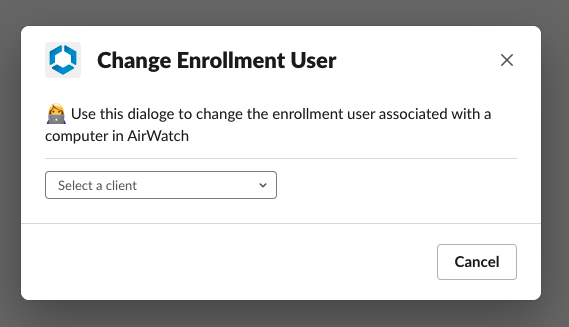 Change Enrollment User
Use this dialoge to change the enrollment user associated with a
computer in AirWatch
Select a client
Cancel